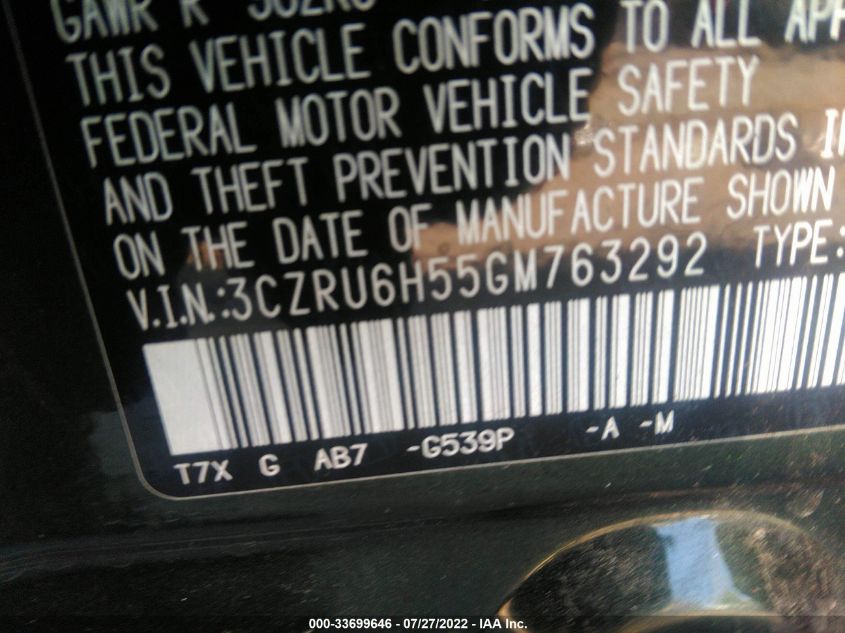 GAWR R
THIS VEHICLE CONFORMS TO ALL
FEDERAL MOTOR VEHICLE SAFETY
AND THEFT PREVENTION STANDARDS
ON THE DATE OF MANUFACTURE SHOWN
V.I.N.:3CZRU6H55GM763292 TYPE:
T7X G AB7 -G539P -A -M
000-33699646 / 07/27/2022 - IAA Inc.